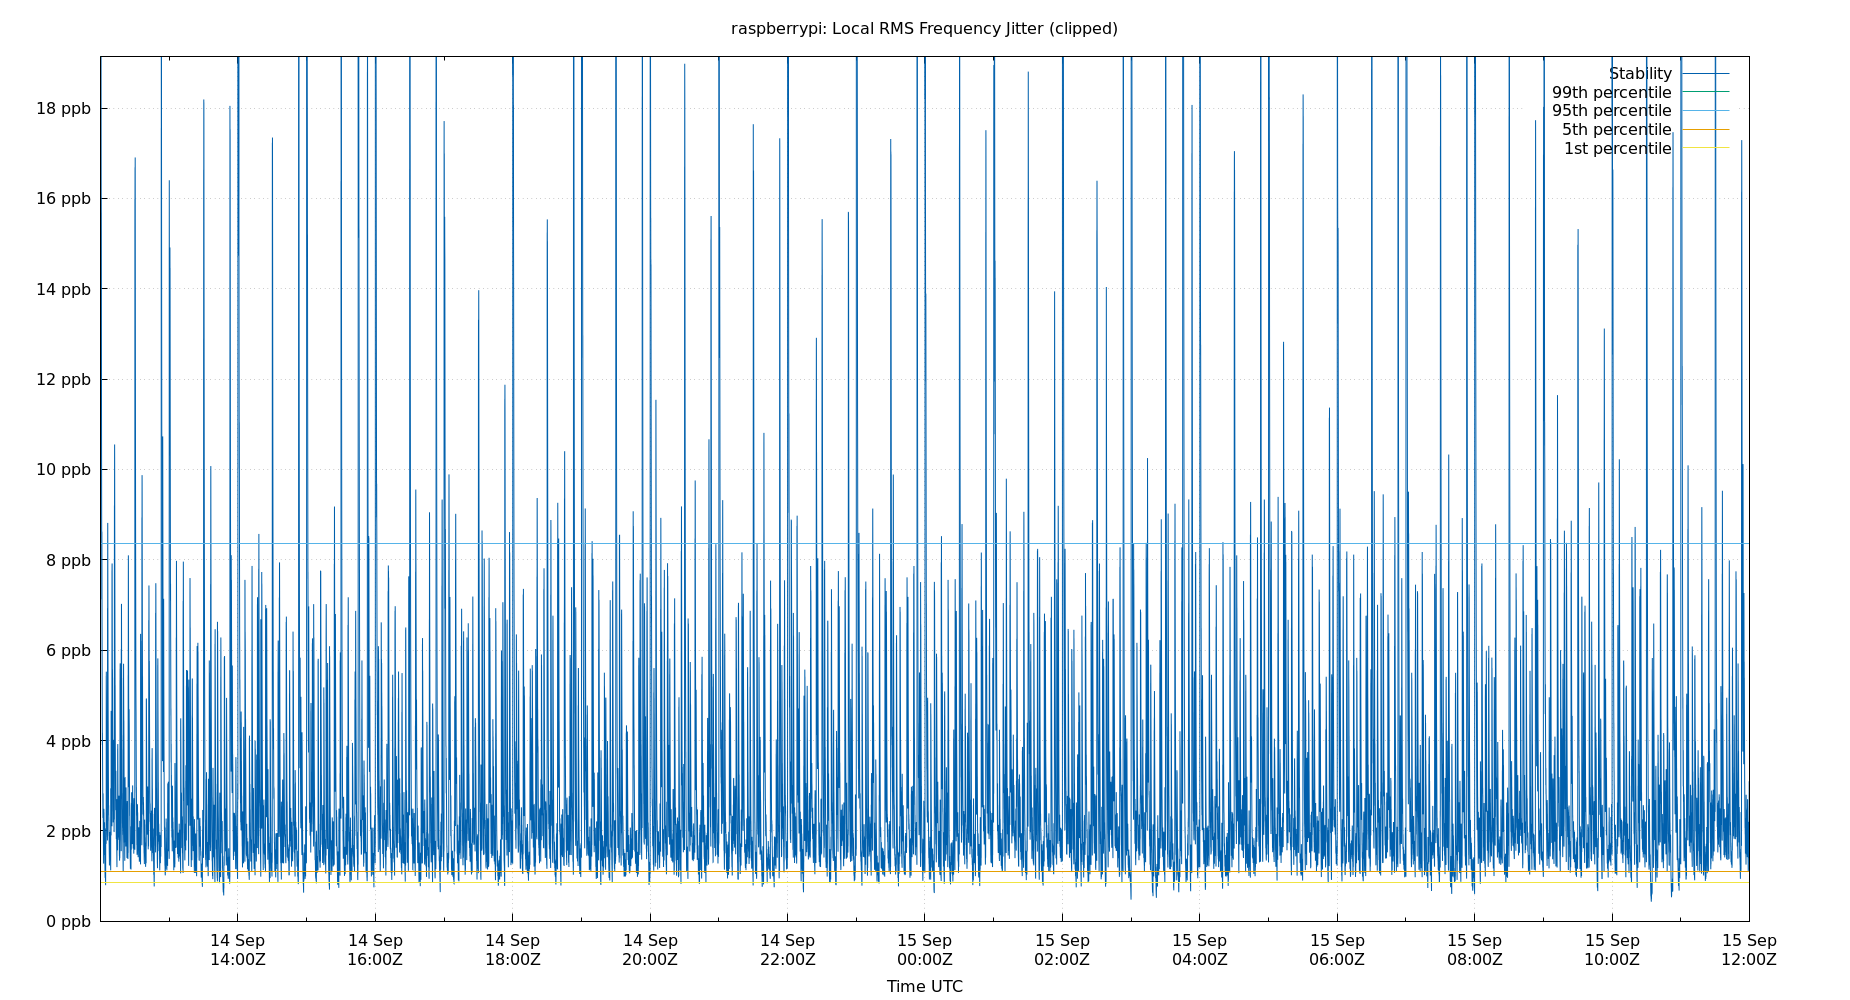 raspberrypi: Local RMS Frequency Jitter (clipped)
Stability
99th percentile
95th percentile
5th percentile
1st percentile
18 ppb
16 ppb
14 ppb
12 ppb
10 ppb
8 ppb
6 ppb
4 ppb
2 ppb
0 ppb
14 Sep 14 Sep 14 Sep 14 Sep 14 Sep 15 Sep 15 Sep 15 Sep 15 Sep 15 Sep 15 Sep 15 Sep
14:00Z 16:00Z 18:00Z 20:00Z 22:00Z 00:00Z 02:00Z 04:00Z 06:00Z 08:00Z 10:00Z 12:00Z
Time UTC